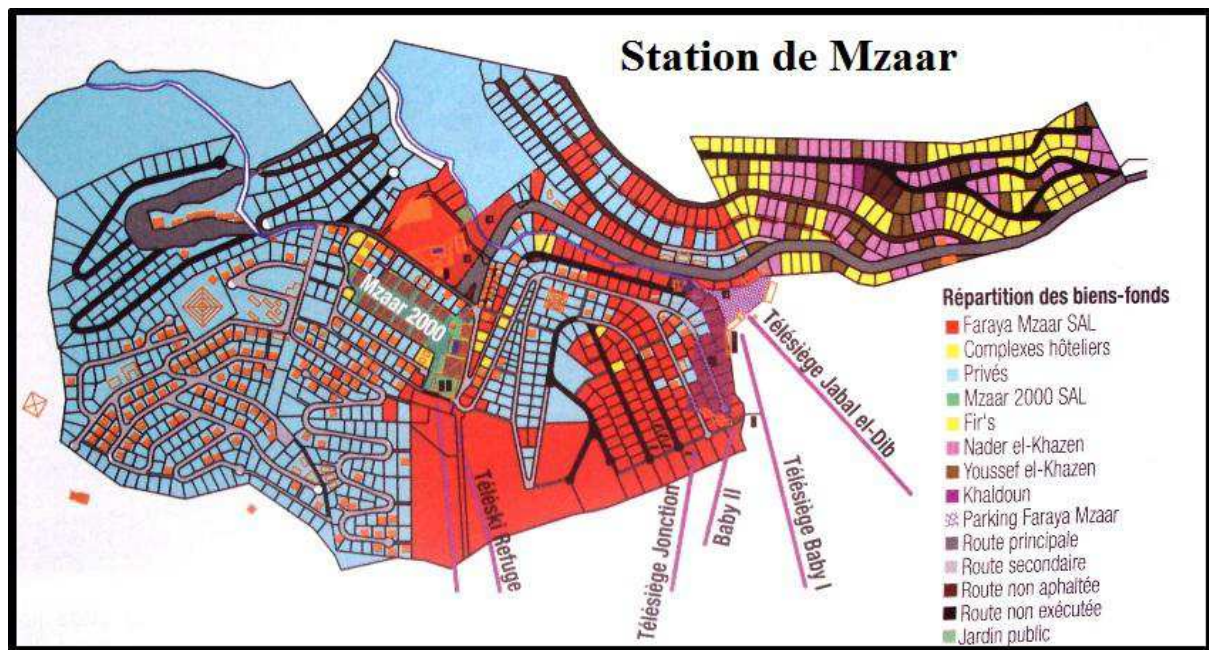 Station de Mzaar
Mzaar 2000
Télésiège Jabal el-Dib
Télésiège Baby I
Baby II
Télésiège Jonction
Téléski Refuge
Répartition des biens-fonds
Faraya Mzaar SAL
Complexes hôteliers
Privés
Mzaar 2000 SAL
Fir's
Nader el-Khazen
Youssef el-Khazen
Khaldoun
Parking Faraya Mzaar
Route principale
Route secondaire
Route non aphaltée
Route non exécutée
Jardin public